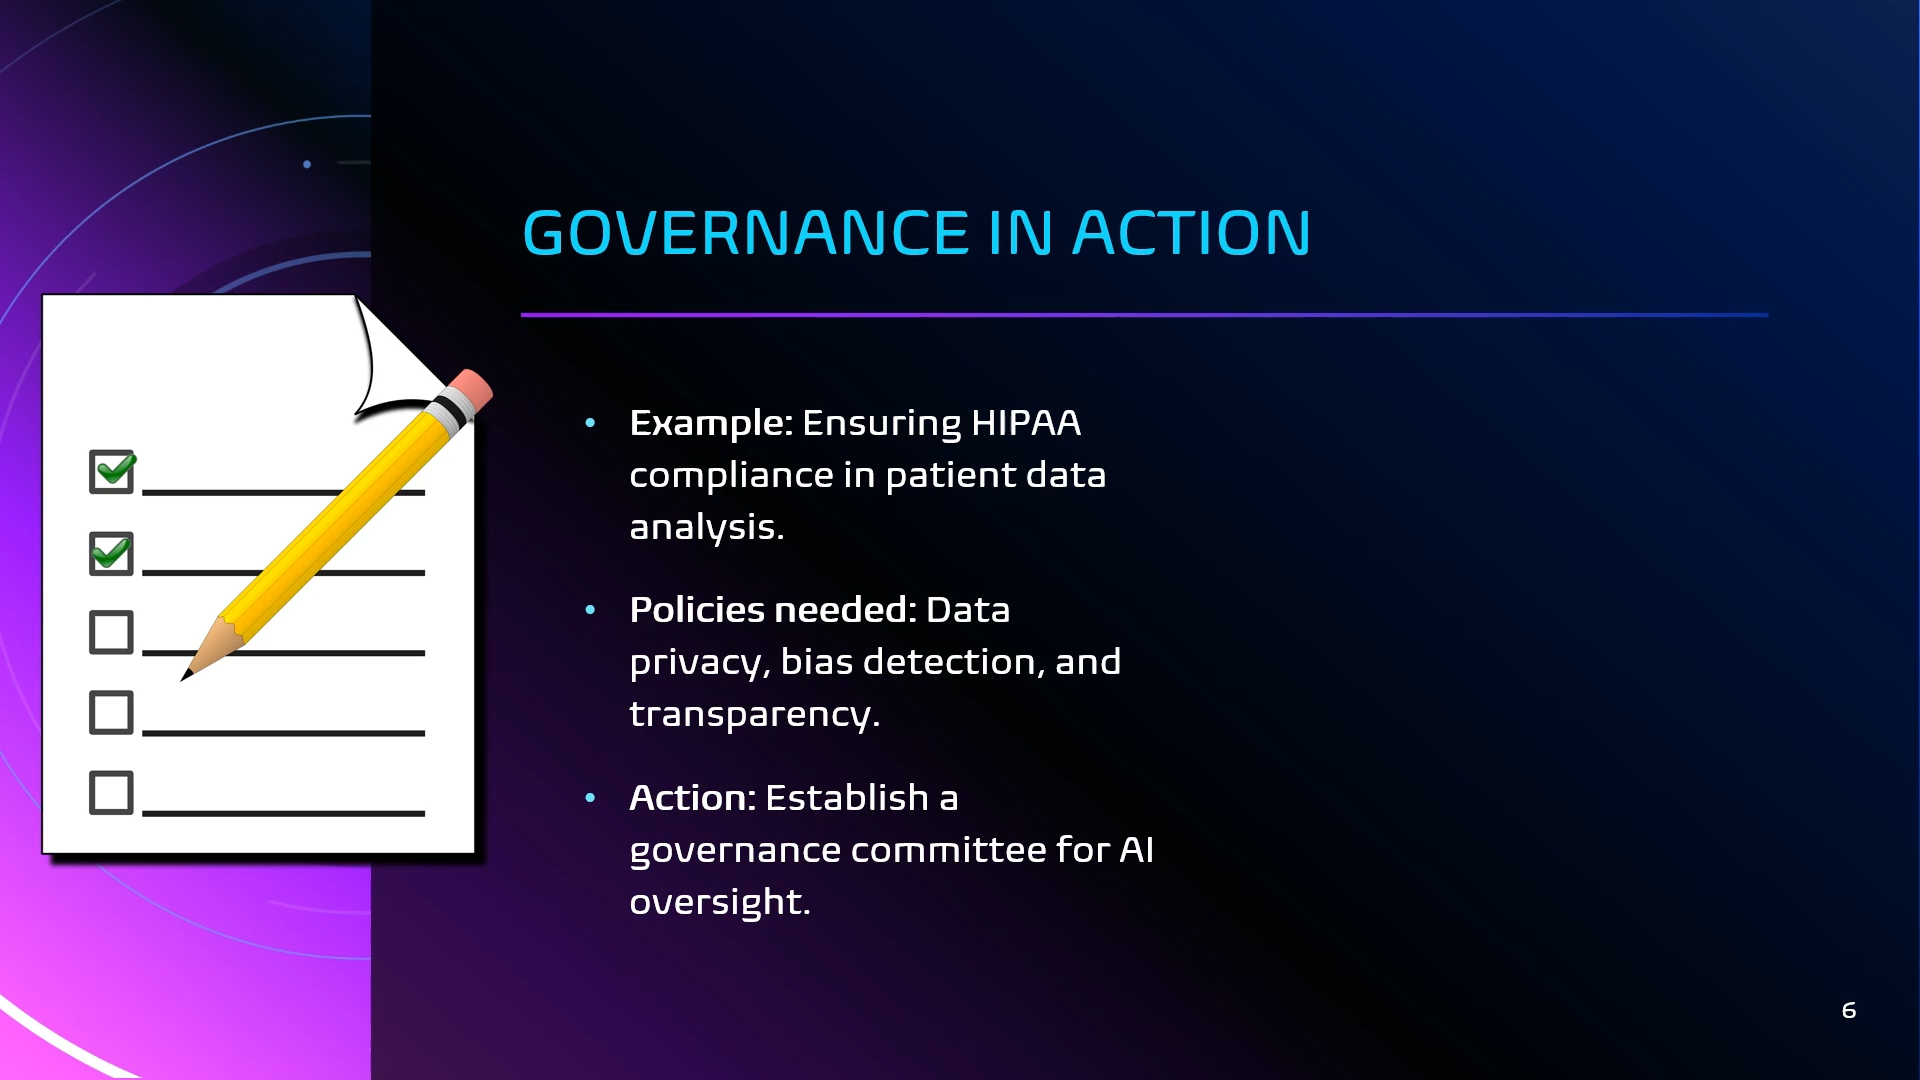 GOVERNANCE IN ACTION
• Example: Ensuring HIPAA
compliance in patient data
analysis.
• Policies needed: Data
privacy, bias detection, and
transparency.
• Action: Establish a
governance committee for AI
oversight.
6